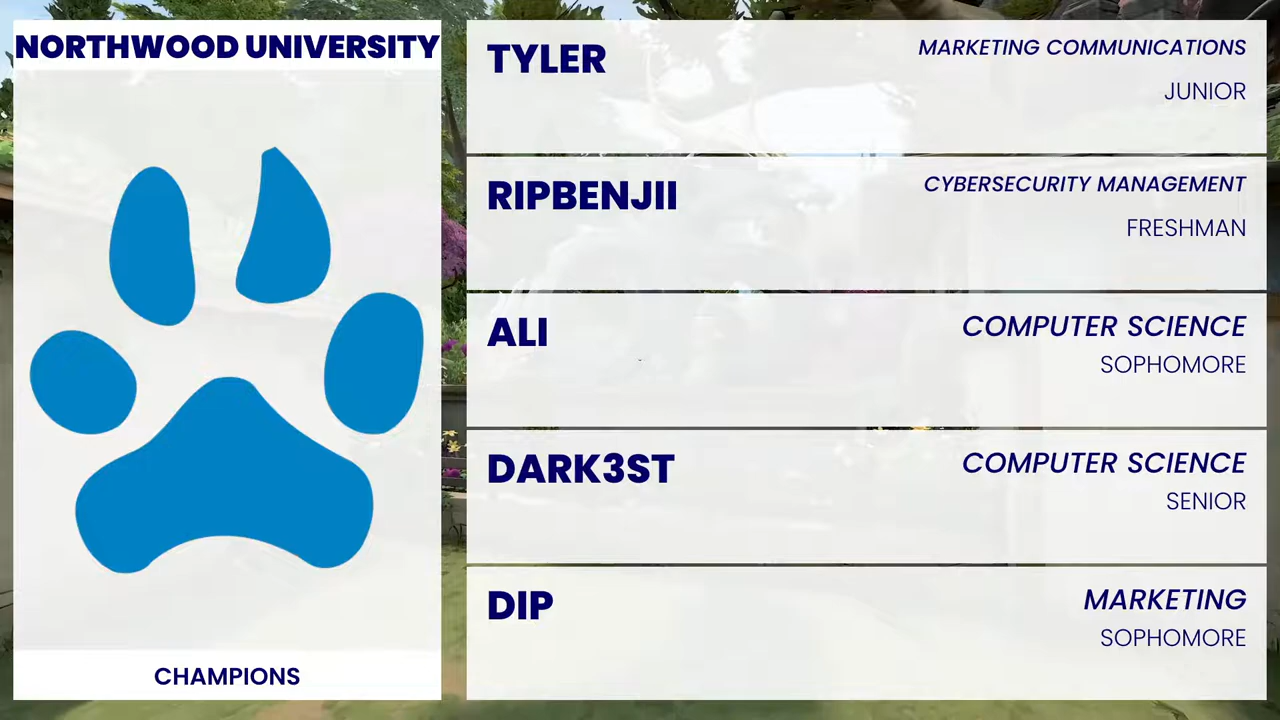 NORTHWOOD UNIVERSITY
CHAMPIONS
TYLER
MARKETING COMMUNICATIONS
JUNIOR
RIPBENJII
CYBERSECURITY MANAGEMENT
FRESHMAN
ALI
COMPUTER SCIENCE
SOPHOMORE
DARK3ST
COMPUTER SCIENCE
SENIOR
DIP
MARKETING
SOPHOMORE